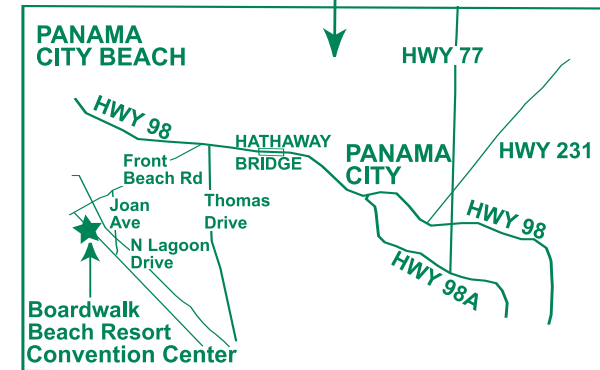 PANAMA
CITY BEACH
HWY 77
HWY 98
HATHAWAY
BRIDGE
PANAMA
CITY
HWY 231
Front
Beach Rd
Joan
Ave
Thomas
Drive
N Lagoon
Drive
HWY 98
HWY 98A
Boardwalk
Beach Resort
Convention Center